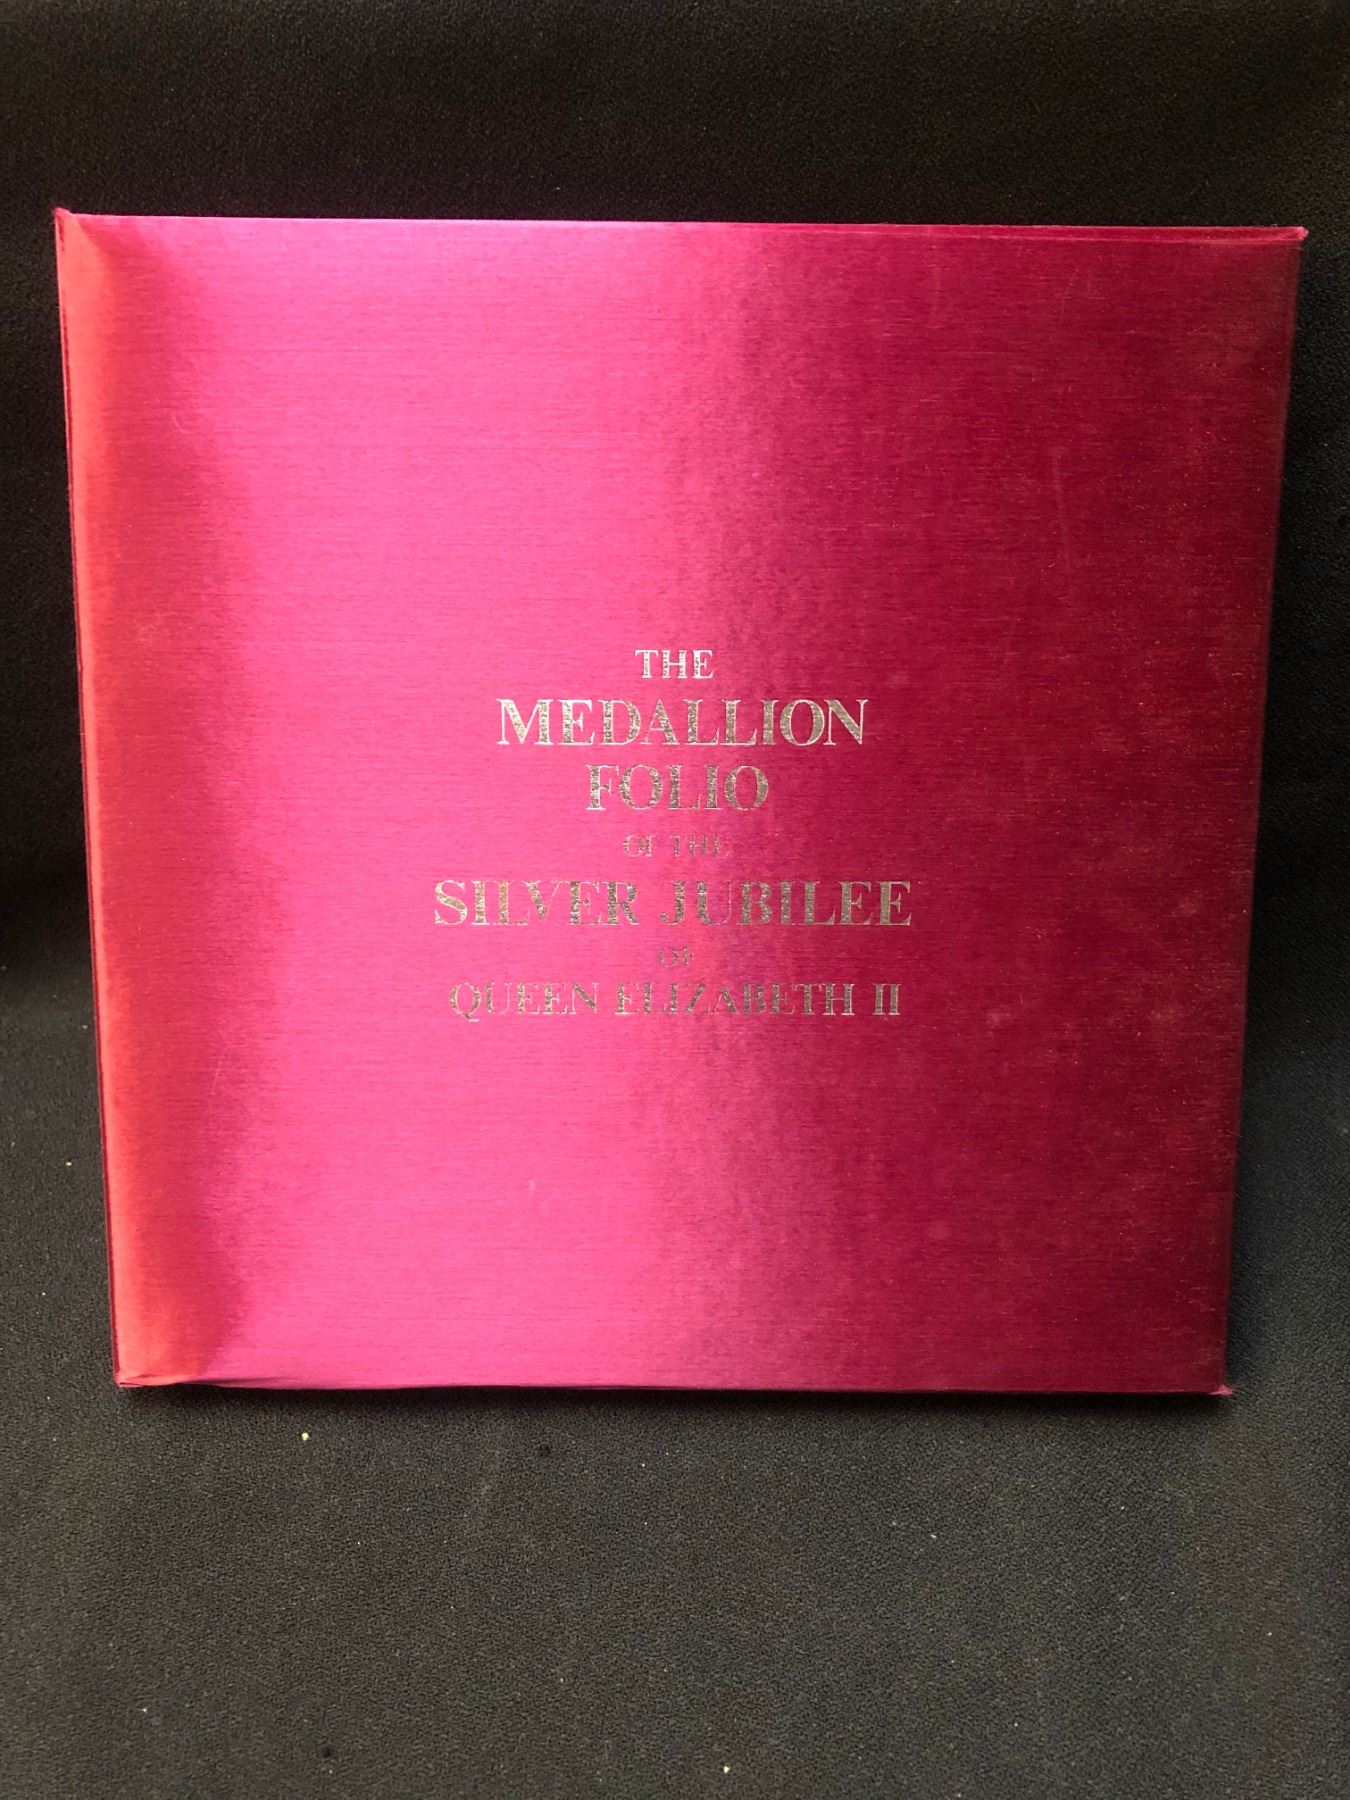 THE
MEDALLION
FOLIO
OF THE
SILVER JUBILEE
OF
QUEEN ELIZABETH II